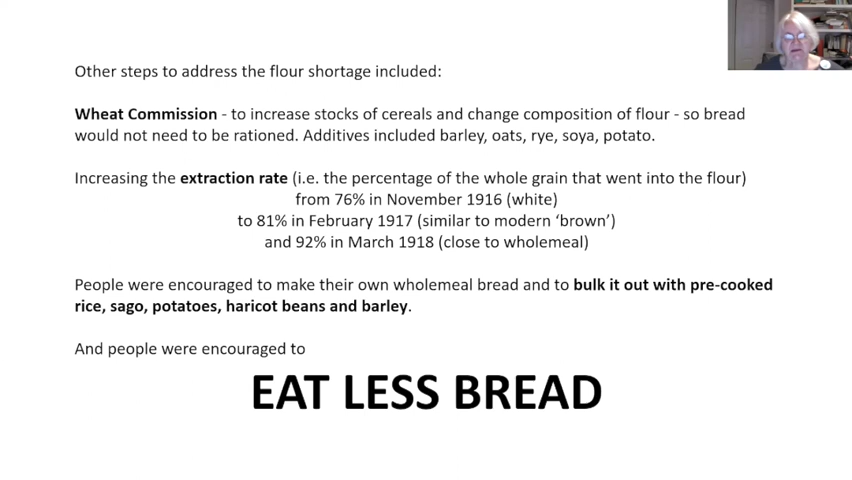 Other steps to address the flour shortage included:
Wheat Commission - to increase stocks of cereals and change composition of flour - so bread
would not need to be rationed. Additives included barley, oats, rye, soya, potato.
Increasing the extraction rate (i.e. the percentage of the whole grain that went into the flour)
from 76% in November 1916 (white)
to 81% in February 1917 (similar to modern ‘brown’)
and 92% in March 1918 (close to wholemeal)
People were encouraged to make their own wholemeal bread and to bulk it out with pre-cooked
rice, sago, potatoes, haricot beans and barley.
And people were encouraged to
EAT LESS BREAD